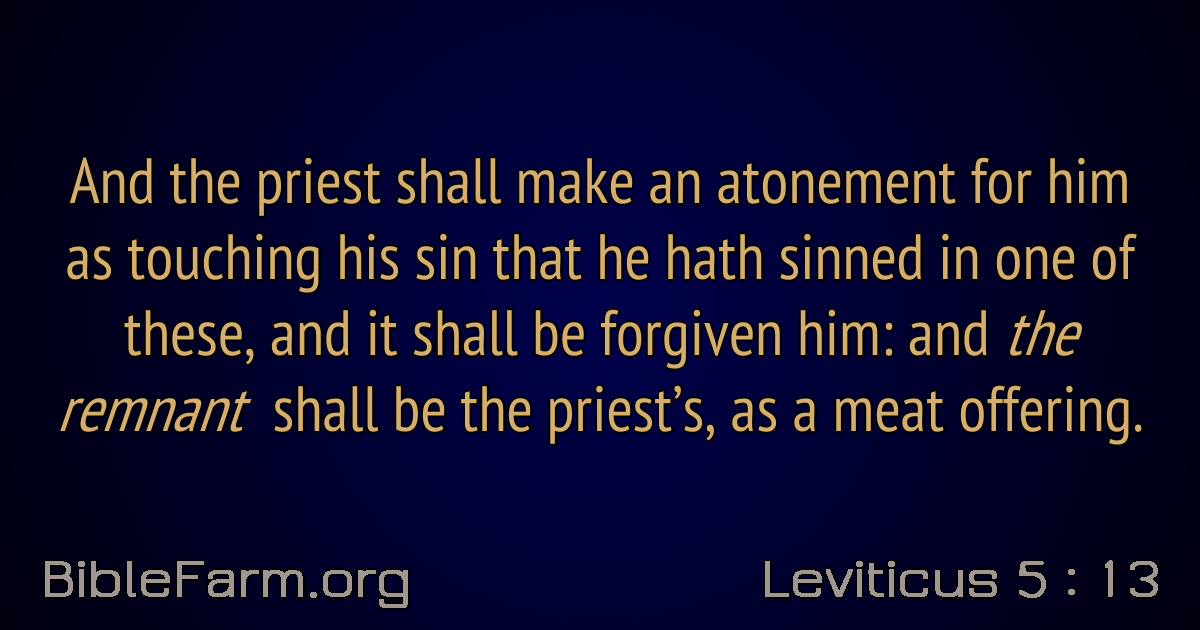 And the priest shall make an atonement for him
as touching his sin that he hath sinned in one of
these, and it shall be forgiven him: and the
remnant shall be the priest’s, as a meat offering.
BibleFarm.org
Leviticus 5 : 13